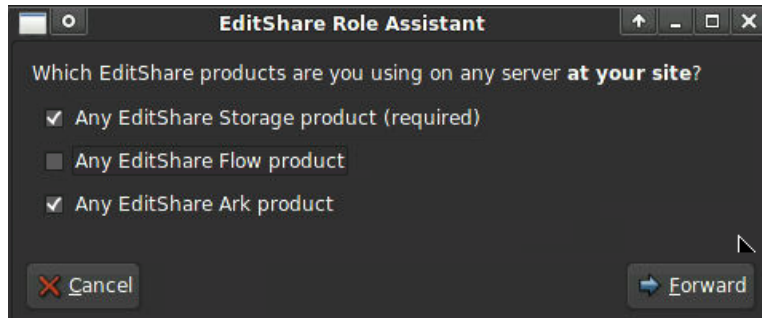 EditShare Role Assistant
Which EditShare products are you using on any server at your site?
Any EditShare Storage product (required)
Any EditShare Flow product
Any EditShare Ark product
Cancel
Forward